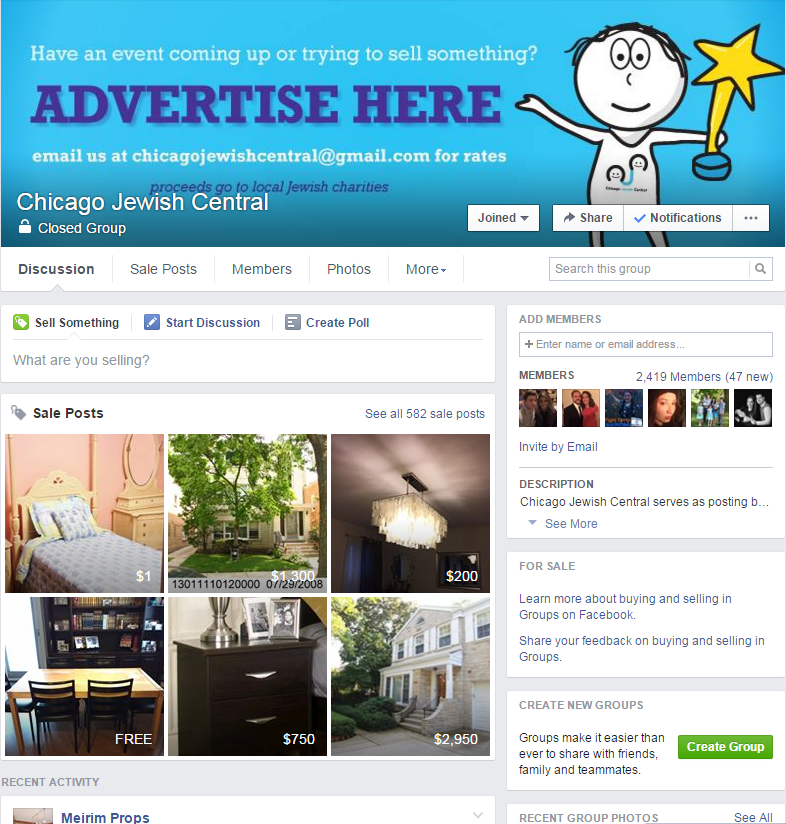 Have an event coming up or trying to sell something?
ADVERTISE HERE
email us at chicagojewishcentral@gmail.com for rates
proceeds go to local Jewish charities
Chicago Jewish Central
Chicago Jewish Central
Closed Group
Joined
Share
Notifications
Discussion
Sale Posts
Members
Photos
More
Search this group
Sell Something
Start Discussion
Create Poll
What are you selling?
Sale Posts
See all 582 sale posts
$1
$1,300
13011110120000 07/29/2008
$200
FREE
$750
$2,950
RECENT ACTIVITY
Meirim Props
ADD MEMBERS
+ Enter name or email address...
MEMBERS
2,419 Members (47 new)
Invite by Email
DESCRIPTION
Chicago Jewish Central serves as posting b...
See More
FOR SALE
Learn more about buying and selling in
Groups on Facebook.
Share your feedback on buying and selling in
Groups.
CREATE NEW GROUPS
Groups make it easier than
ever to share with friends,
family and teammates.
Create Group
RECENT GROUP PHOTOS
See All